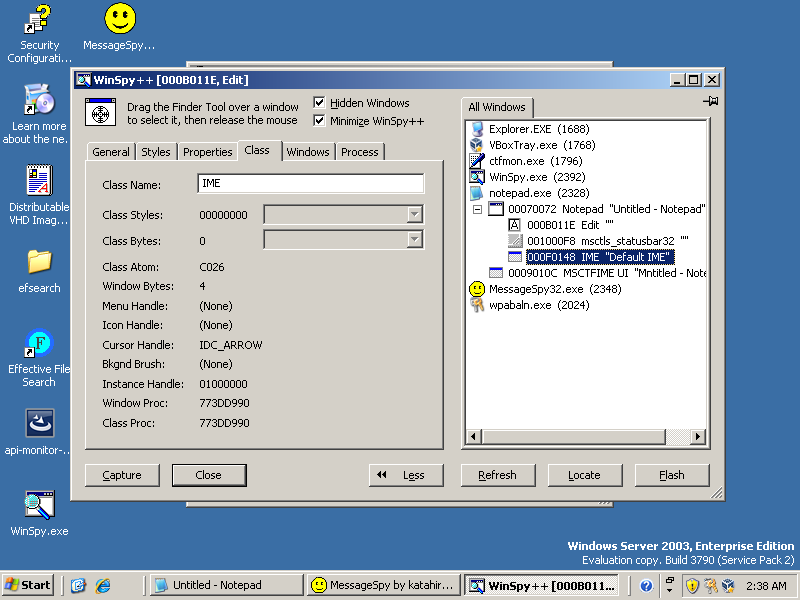 Security
Configurati...
MessageSpy...
Learn more
about the ne...
Distributable
VHD Imag...
efsearch
Effective File
Search
api-monitor-...
WinSpy.exe
WinSpy++ [000B011E, Edit]
Drag the Finder Tool over a window
to select it, then release the mouse
Hidden Windows
Minimize WinSpy++
General Styles Properties Class Windows Process
Class Name: IME
Class Styles: 00000000
Class Bytes: 0
Class Atom: C026
Window Bytes: 4
Menu Handle: (None)
Icon Handle: (None)
Cursor Handle: IDC_ARROW
Bkgnd Brush: (None)
Instance Handle: 01000000
Window Proc: 773DD990
Class Proc: 773DD990
Capture Close Less
All Windows
Explorer.EXE (1688)
VBoxTray.exe (1768)
ctfmon.exe (1796)
WinSpy.exe (2392)
notepad.exe (2328)
00070072 Notepad "Untitled - Notepad"
000B011E Edit ""
001000F8 msctls_statusbar32 ""
000F0148 IME "Default IME"
0009010C MSCTFIME UI "Mntitled - Note
MessageSpy32.exe (2348)
wpabaln.exe (2024)
Refresh Locate Flash
Windows Server 2003, Enterprise Edition
Evaluation copy. Build 3790 (Service Pack 2)
Start
Untitled - Notepad
MessageSpy by katahir...
WinSpy++ [000B011...
2:38 AM